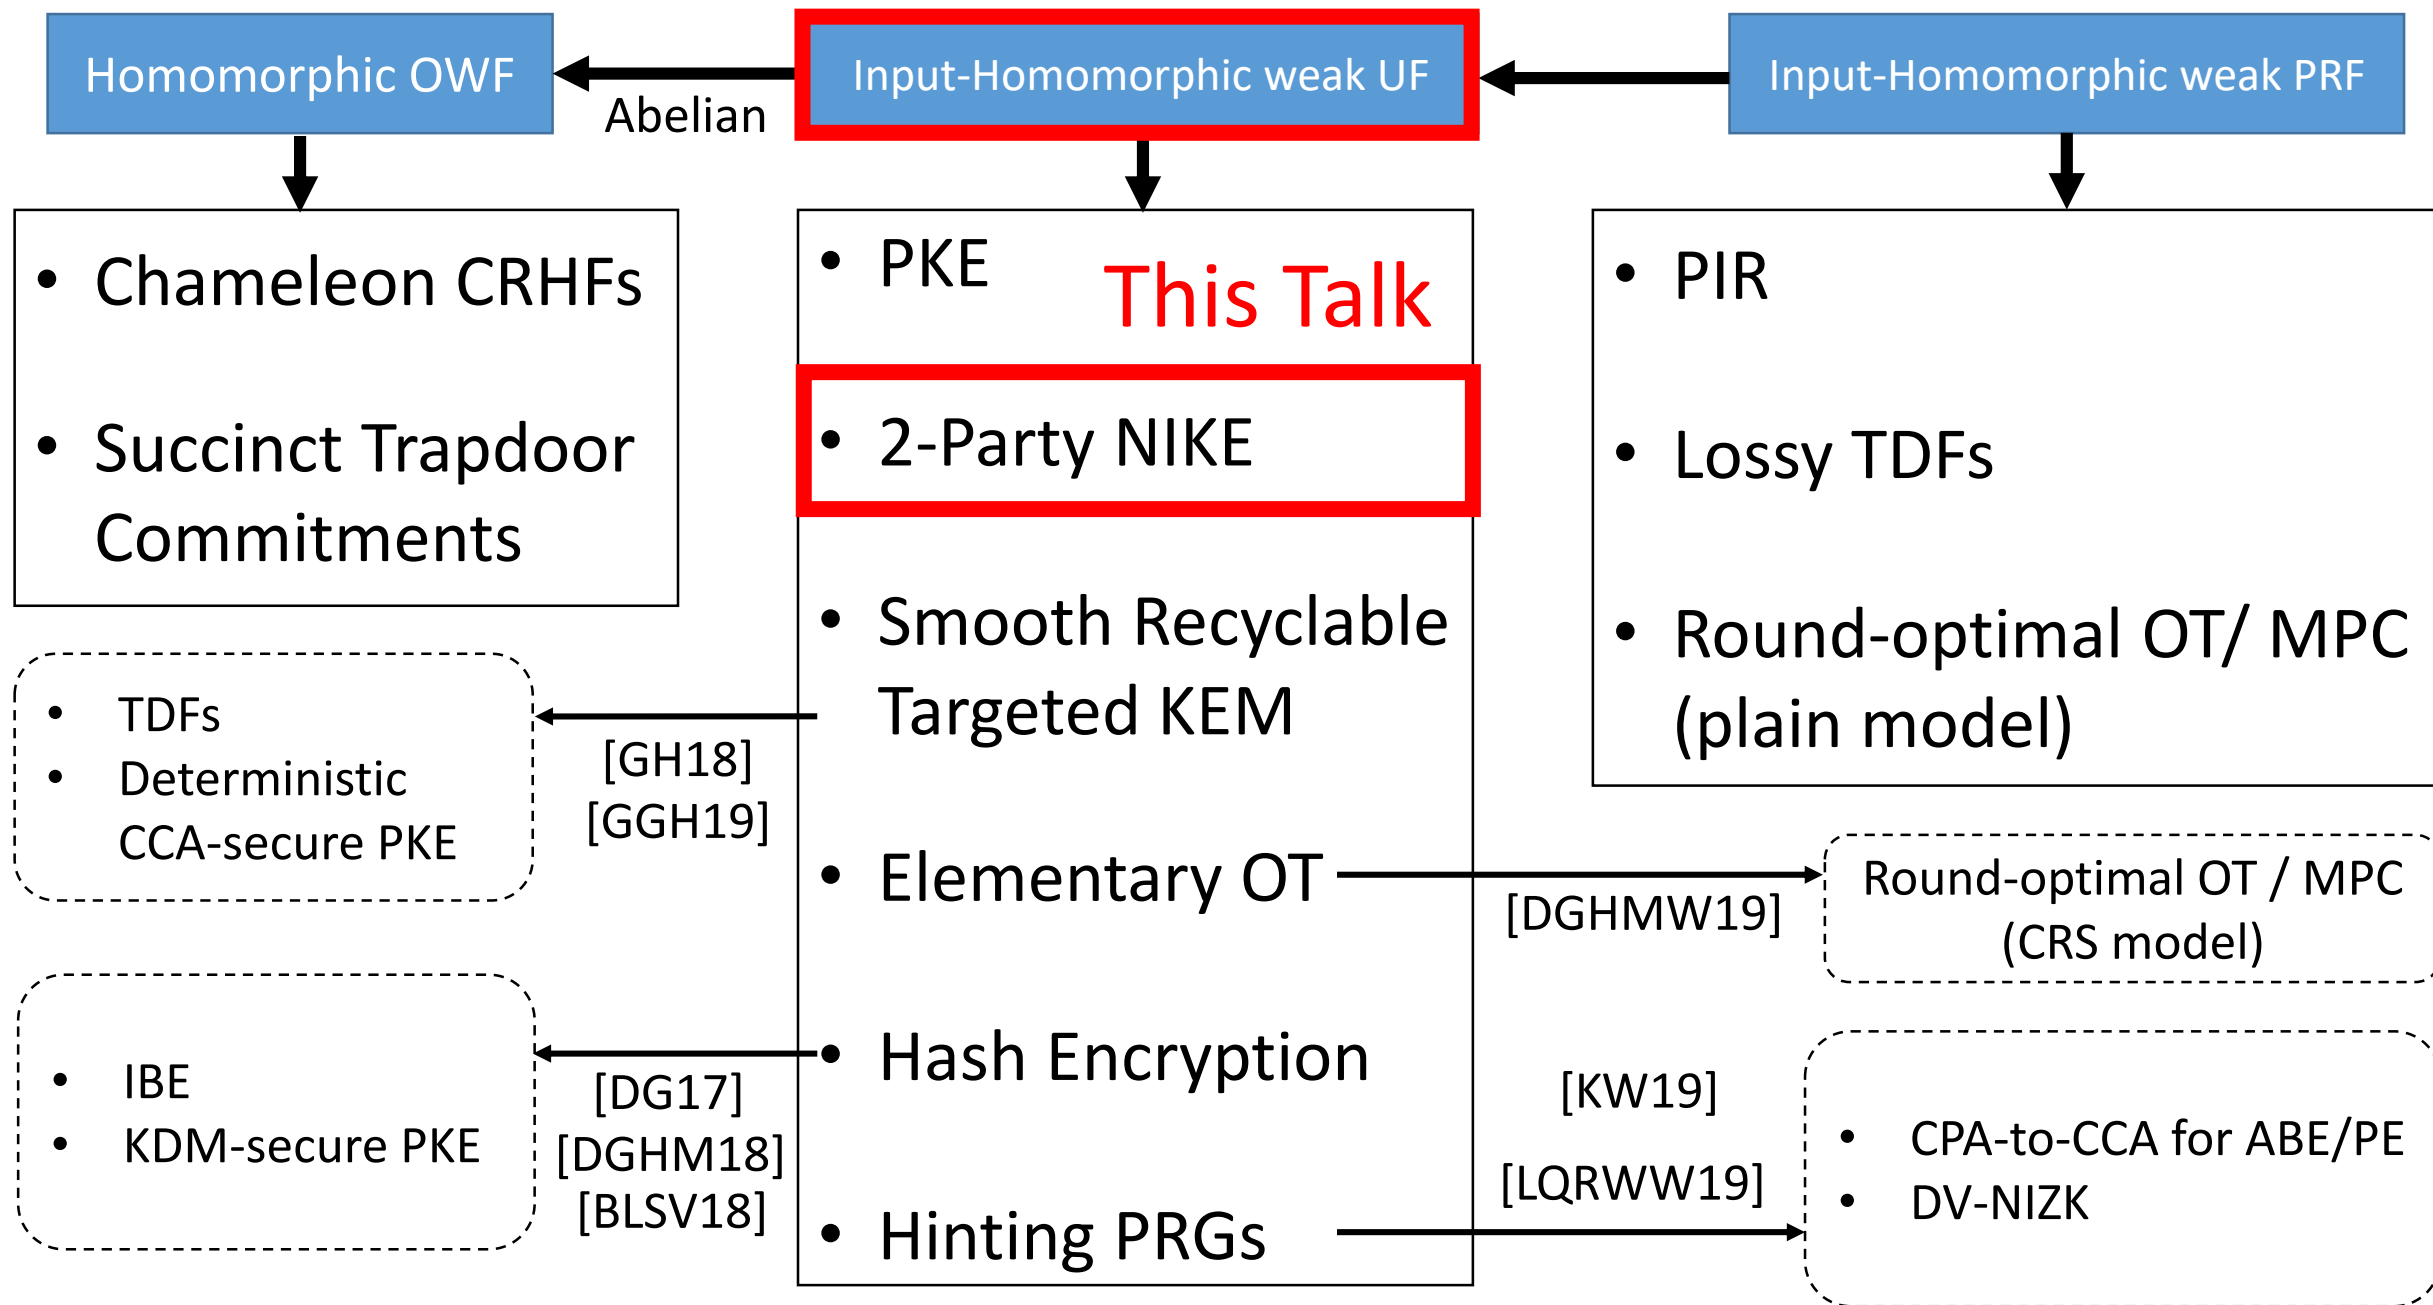 Homomorphic OWF
Abelian
Input-Homomorphic weak UF
Input-Homomorphic weak PRF
• Chameleon CRHFs
• Succinct Trapdoor
Commitments
• PKE
This Talk
• 2-Party NIKE
• Smooth Recyclable
Targeted KEM
• Elementary OT
• Hash Encryption
• Hinting PRGs
• PIR
• Lossy TDFs
• Round-optimal OT/ MPC
(plain model)
• TDFs
• Deterministic
CCA-secure PKE
[GH18]
[GGH19]
• IBE
• KDM-secure PKE
[DG17]
[DGHM18]
[BLSV18]
[DGHMW19]
Round-optimal OT / MPC
(CRS model)
[KW19]
[LQRWW19]
• CPA-to-CCA for ABE/PE
• DV-NIZK